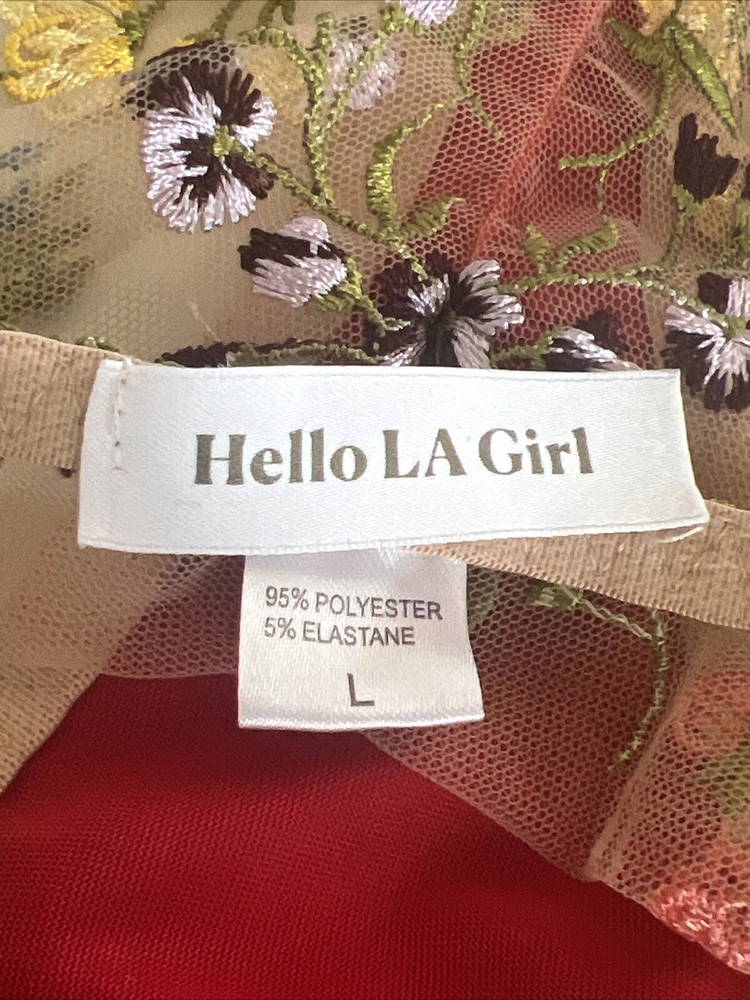 Hello LA Girl
95% POLYESTER
5% ELASTANE
L